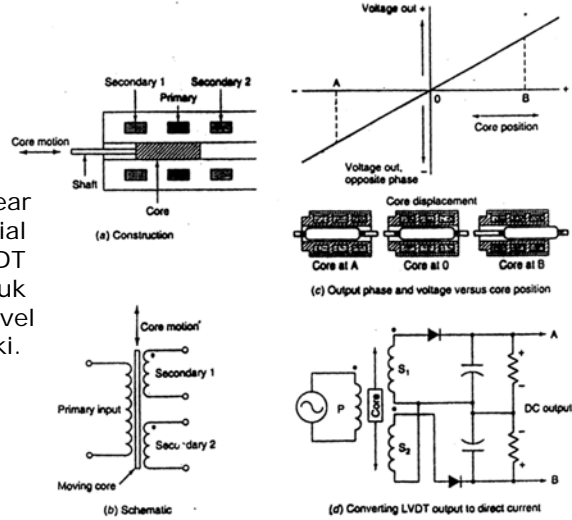 ear
ial
DT
uk
vel
ki.
Secondary 1
Secondary 2
Primary
Core motion
Shaft
Core
(a) Construction
Voltage out +
A
0
B
-
+
Core position
Voltage out, -
opposite phase
Core displacement
Core at A
Core at 0
Core at B
(c) Output phase and voltage versus core position
Core motion
Secondary 1
Primary input
Secondary 2
Moving core
(b) Schematic
A
S1
+
-
P
Core
DC output
S2
-
+
B
(d) Converting LVDT output to direct current